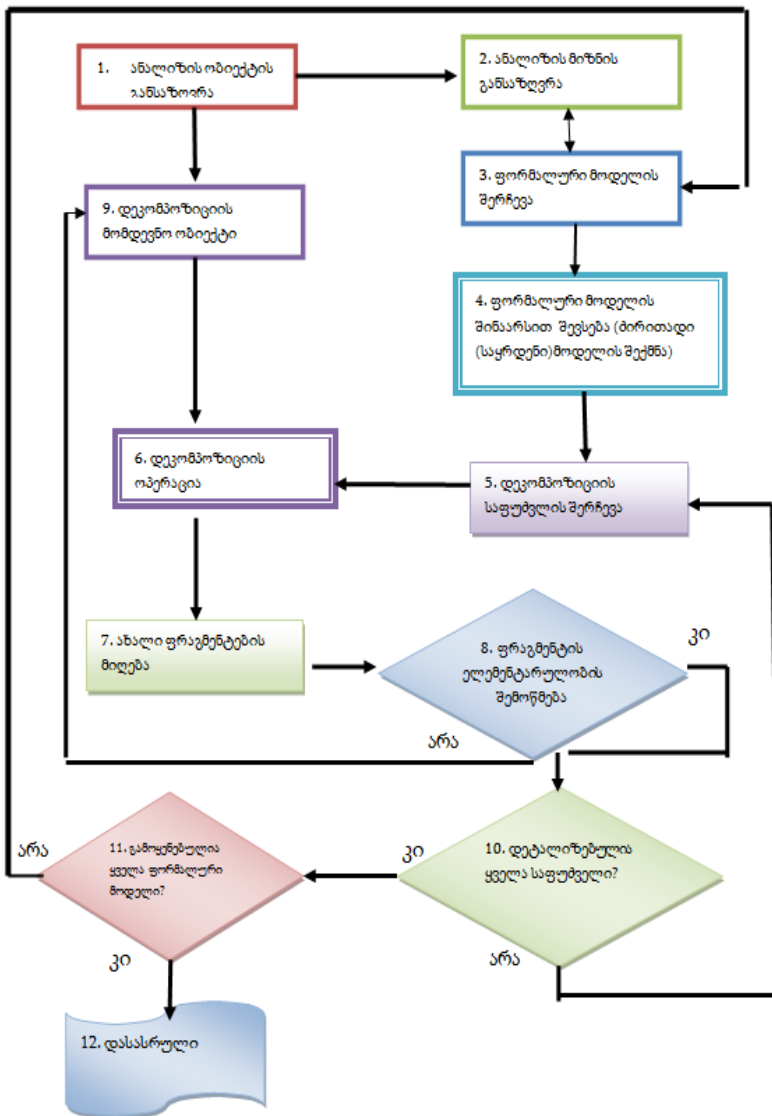 1. ანალიზის ობიექტის
განსაზღვრა
2. ანალიზის მიზნის
განსაზღვრა
3. ფორმალური მოდელის
შერჩევა
9. დეკომპოზიციის
მომდევნო ობიექტი
4. ფორმალური მოდელის
შინაარსით შევსება (ძირითადი
(საყრდენი)მოდელის შექმნა)
6. დეკომპოზიციის
ოპერაცია
5. დეკომპოზიციის
საფუძვლის შერჩევა
7. ახალი ფრაგმენტების
მიღება
8. ფრაგმენტის
ელემენტარულობის
შემოწმება
კი
არა
10. დეტალიზებულია
ყველა საფუძველი?
კი
არა
11. გამოყენებულია
ყველა ფორმალური
მოდელი?
არა
კი
12. დასასრული